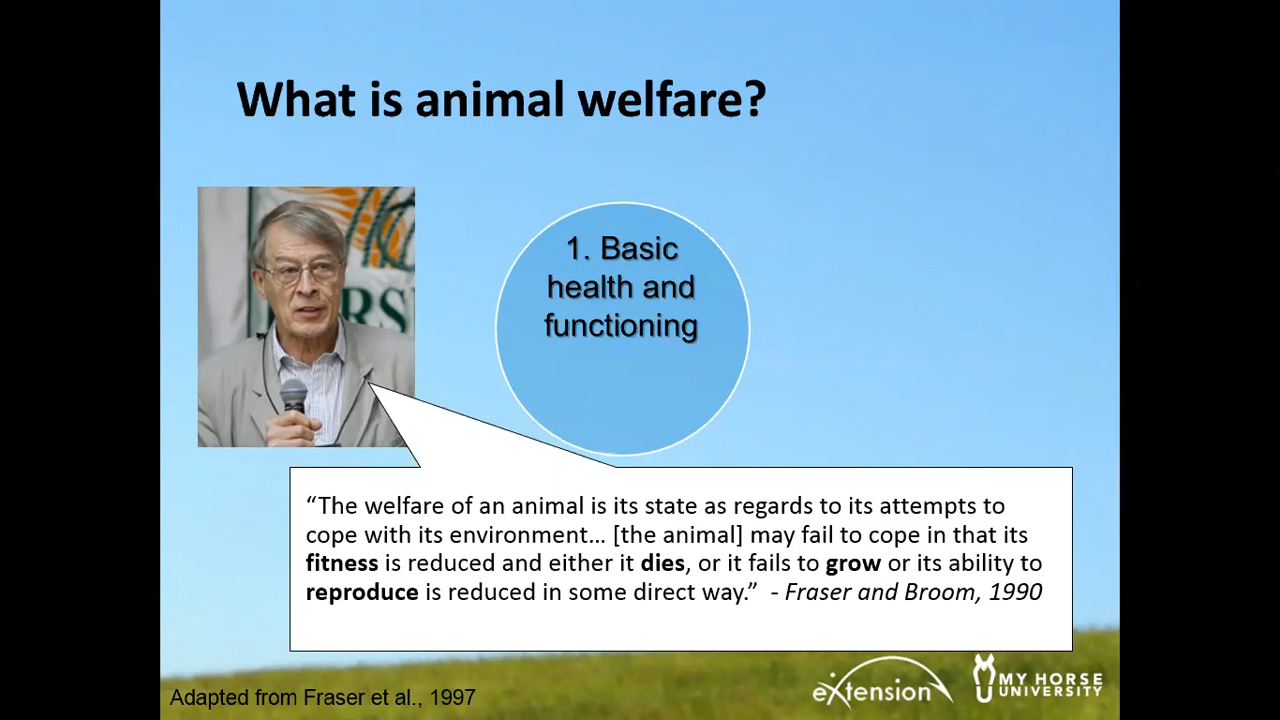 What is animal welfare?
1. Basic
health and
functioning
“The welfare of an animal is its state as regards to its attempts to
cope with its environment… [the animal] may fail to cope in that its
fitness is reduced and either it dies, or it fails to grow or its ability to
reproduce is reduced in some direct way.” - Fraser and Broom, 1990
Adapted from Fraser et al., 1997
eXtension
MY HORSE
UNIVERSITY